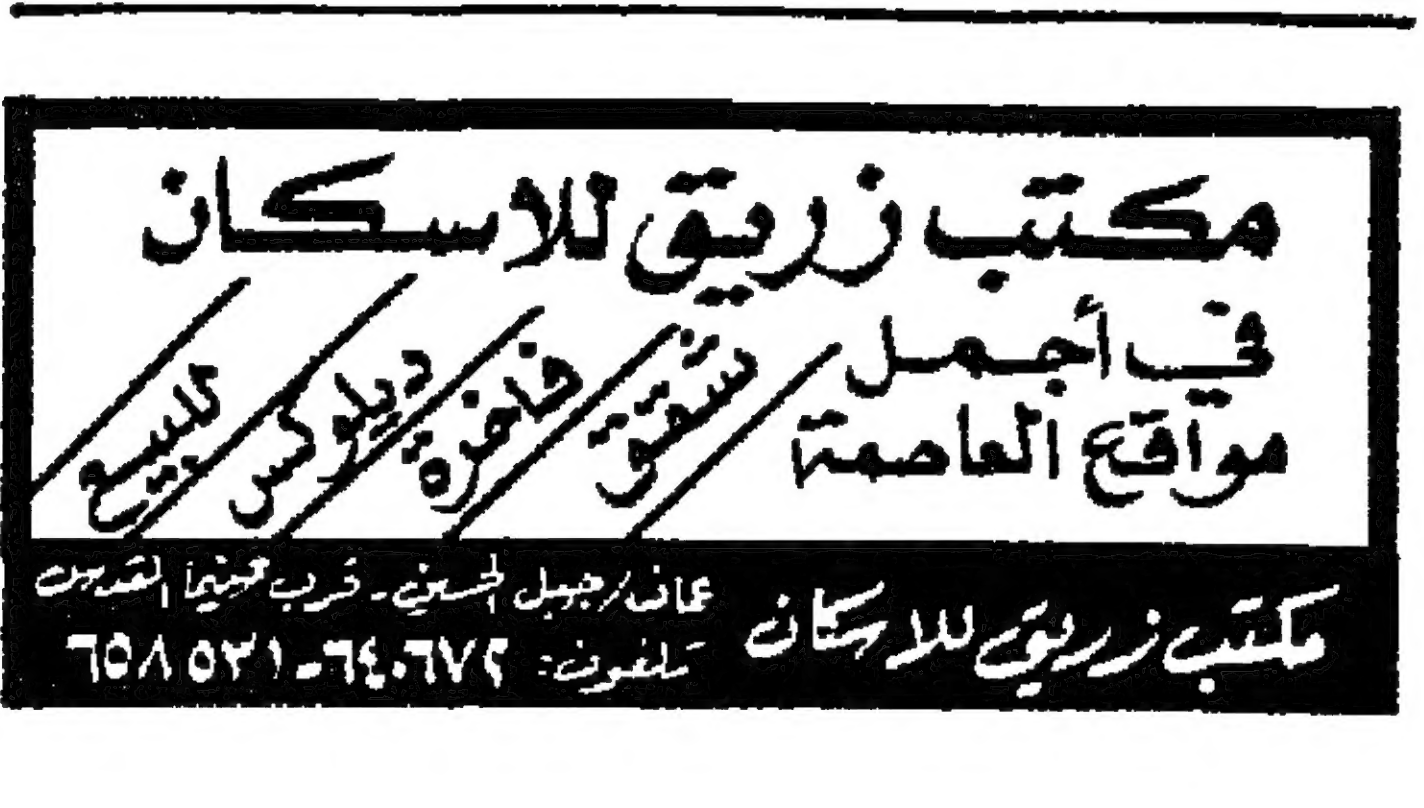 مكتب زريق للاسكان
في أجمل
مواقع العاصمة
شقق / فاخرة / ديلوكس / للبيع
مكتب زريق للاسكان
عمان / جبل الحسين - قرب سينما القدس
تلفون: ٦٤٠٦٧٢ - ٦٥٨٥٢١